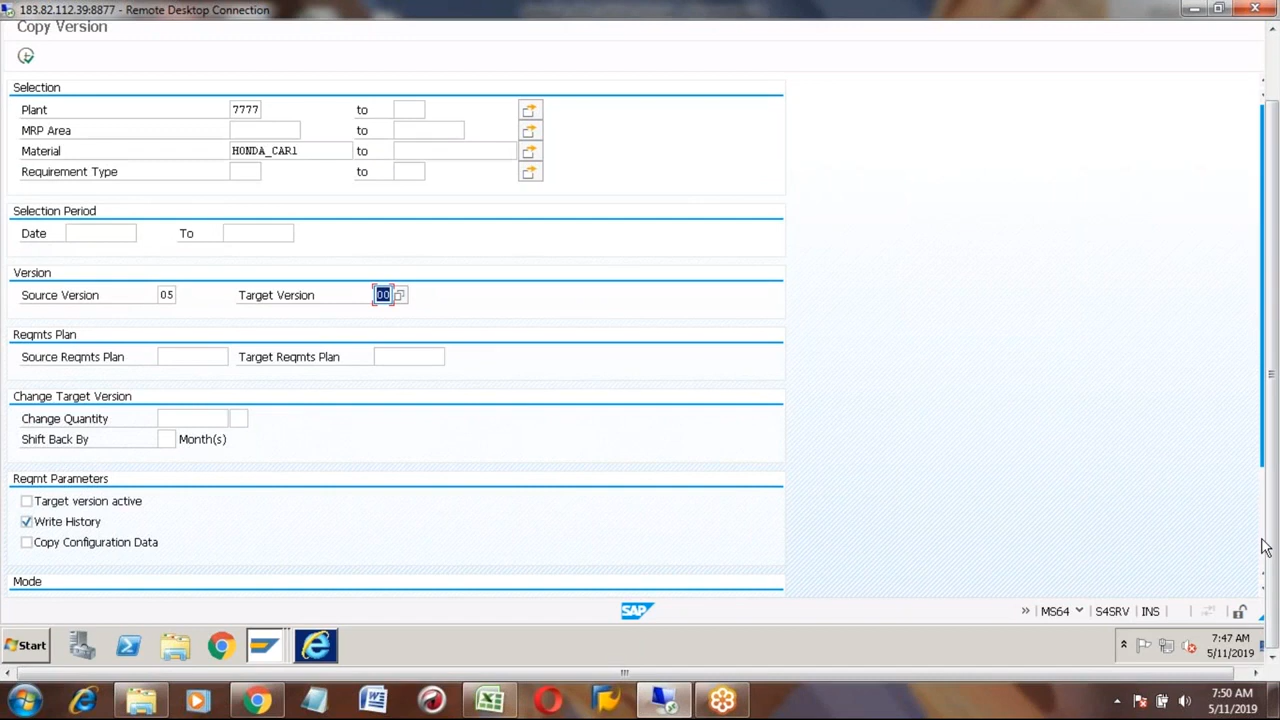 183.82.112.39:8877 - Remote Desktop Connection
Copy Version
Selection
Plant 7777 to
MRP Area to
Material HONDA_CAR1 to
Requirement Type to
Selection Period
Date To
Version
Source Version 05 Target Version 00
Reqmts Plan
Source Reqmts Plan Target Reqmts Plan
Change Target Version
Change Quantity
Shift Back By Month(s)
Reqmt Parameters
Target version active
Write History
Copy Configuration Data
Mode
SAP
MS64 S4SRV INS
Start
7:47 AM
5/11/2019
7:50 AM
5/11/2019